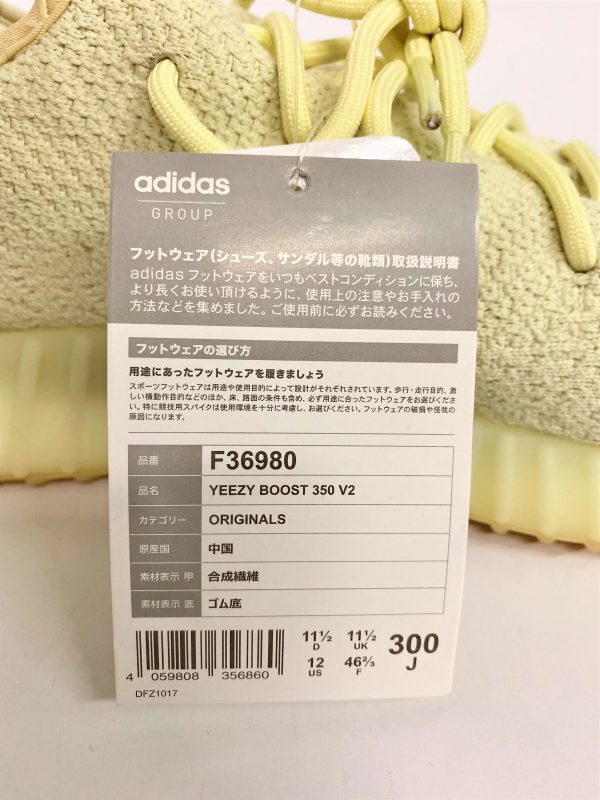 adidas
GROUP
フットウェア(シューズ、サンダル等の靴類)取扱説明書
adidas フットウェアをいつもベストコンディションに保ち、
より長くお使い頂けるように、使用上の注意やお手入れの
方法などを集めました。ご使用前に必ずお読みください。
フットウェアの選び方
用途にあったフットウェアを履きましょう
スポーツフットウェアは用途や使用目的によって設計がそれぞれされています。歩行・走行目的、激
しい横動作目的などのほか、床、路面の条件も含め、必ず用途に合ったフットウェアをお選びくださ
い。特に競技用スパイクは使用環境を十分に考慮し、お選びください。フットウェアの破損や怪我の
原因になります。
品番 F36980
品名 YEEZY BOOST 350 V2
カテゴリー ORIGINALS
原産国 中国
素材表示 甲 合成繊維
素材表示 底 ゴム底
11½ D 11½ UK 300 J
12 US 46⅔ F
4 059808 356860
DFZ1017